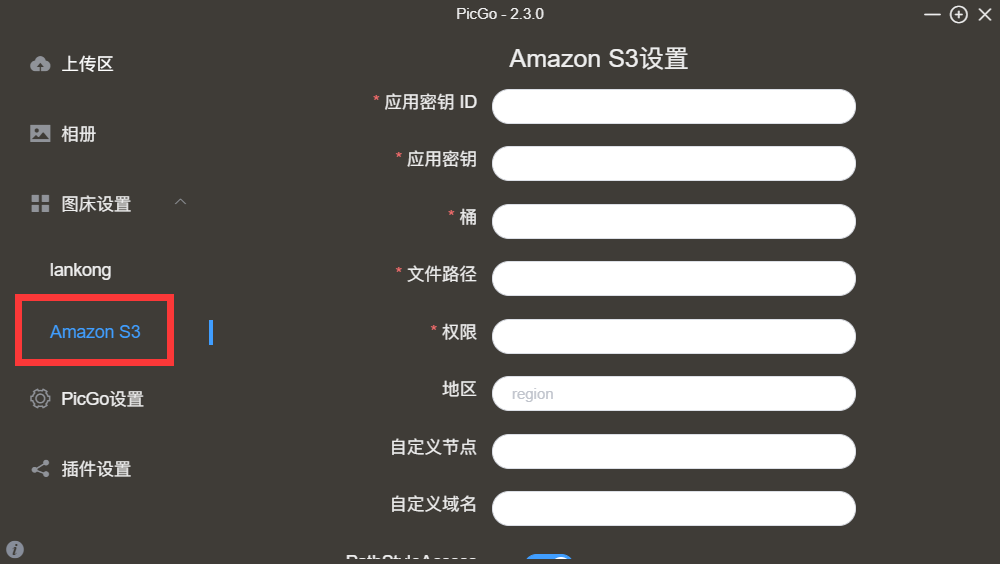 PicGo - 2.3.0
上传区
相册
图床设置
lankong
Amazon S3
PicGo设置
插件设置
Amazon S3设置
* 应用密钥 ID
* 应用密钥
* 桶
* 文件路径
* 权限
地区
region
自定义节点
自定义域名
PathStyleAccess